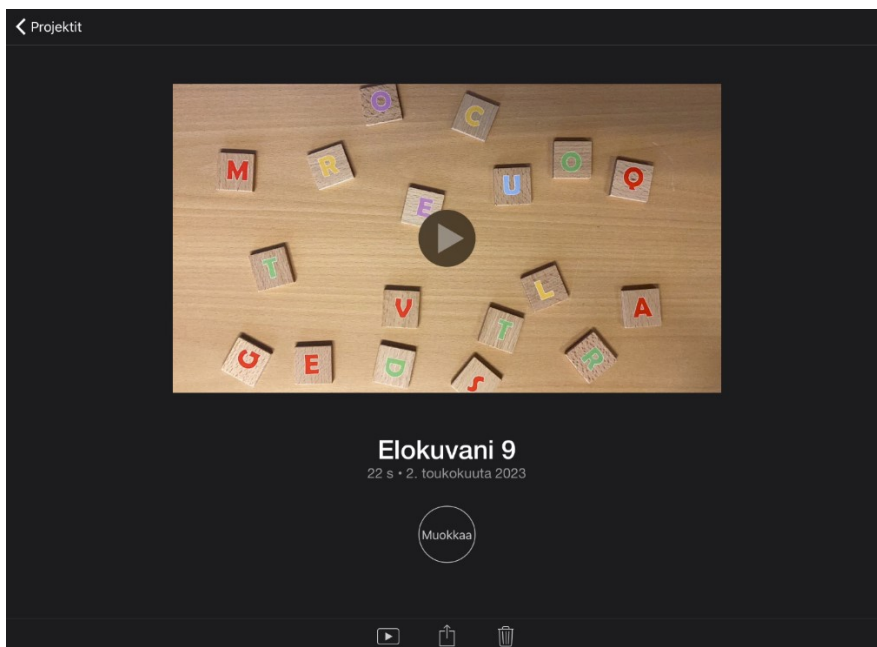 Projektit
O C
M R E U O Q
T V T L A
G E D S R
Elokuvani 9
22 s • 2. toukokuuta 2023
Muokkaa